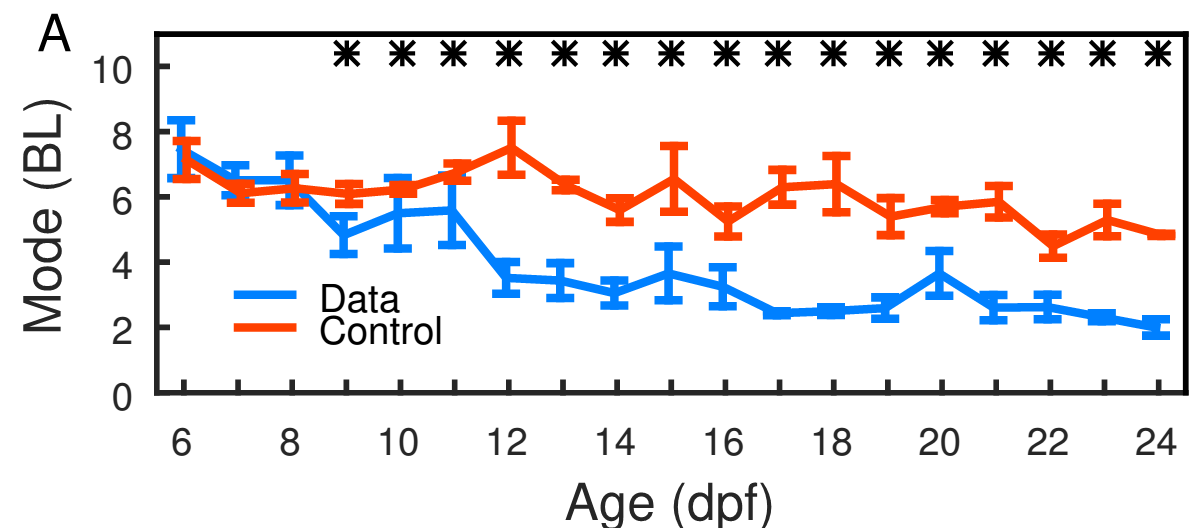 A
* * * * * * * * * * * * * * * *
10
8
6
4
2
0
Mode (BL)
Data
Control
6 8 10 12 14 16 18 20 22 24
Age (dpf)